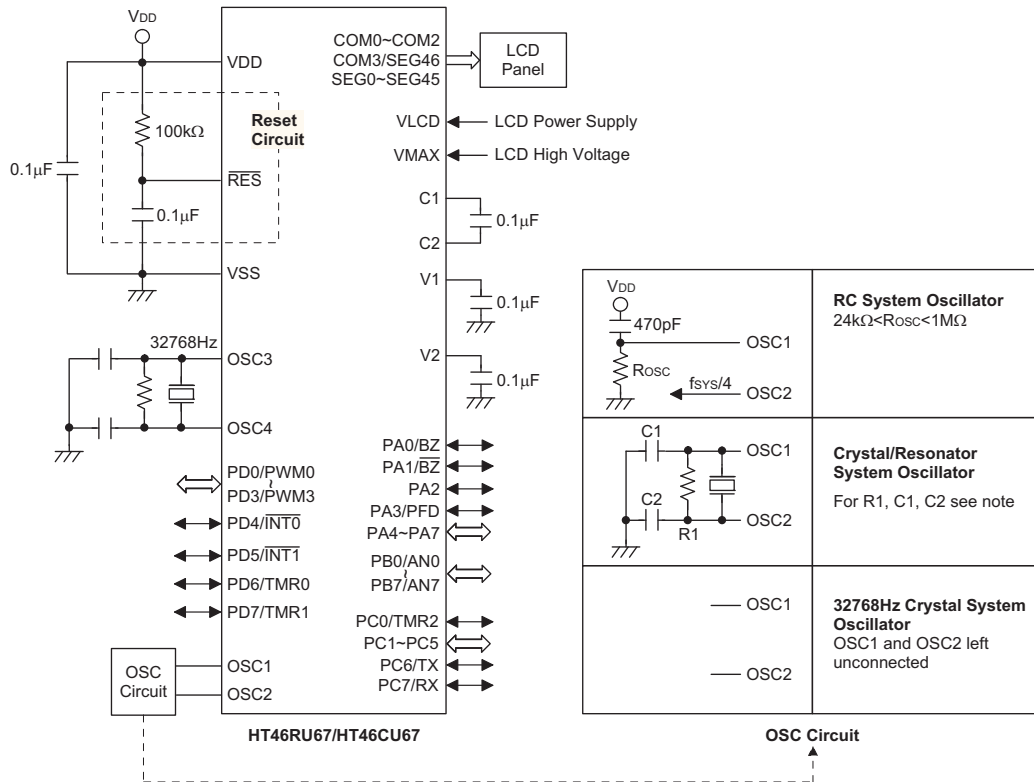 VDD
VDD
Reset
Circuit
100kΩ
0.1μF
RES
0.1μF
VSS
32768Hz
OSC3
OSC4
PD0/PWM0
~
PD3/PWM3
PD4/INT0
PD5/INT1
PD6/TMR0
PD7/TMR1
OSC
Circuit
OSC1
OSC2
COM0~COM2
COM3/SEG46
SEG0~SEG45
LCD
Panel
VLCD
LCD Power Supply
VMAX
LCD High Voltage
C1
0.1μF
C2
V1
0.1μF
V2
0.1μF
PA0/BZ
PA1/BZ
PA2
PA3/PFD
PA4~PA7
PB0/AN0
~
PB7/AN7
PC0/TMR2
PC1~PC5
PC6/TX
PC7/RX
HT46RU67/HT46CU67
VDD
470pF
OSC1
ROSC
fSYS/4
OSC2
RC System Oscillator
24kΩ<ROSC<1MΩ
C1
OSC1
C2
OSC2
R1
Crystal/Resonator
System Oscillator
For R1, C1, C2 see note
OSC1
OSC2
32768Hz Crystal System
Oscillator
OSC1 and OSC2 left
unconnected
OSC Circuit